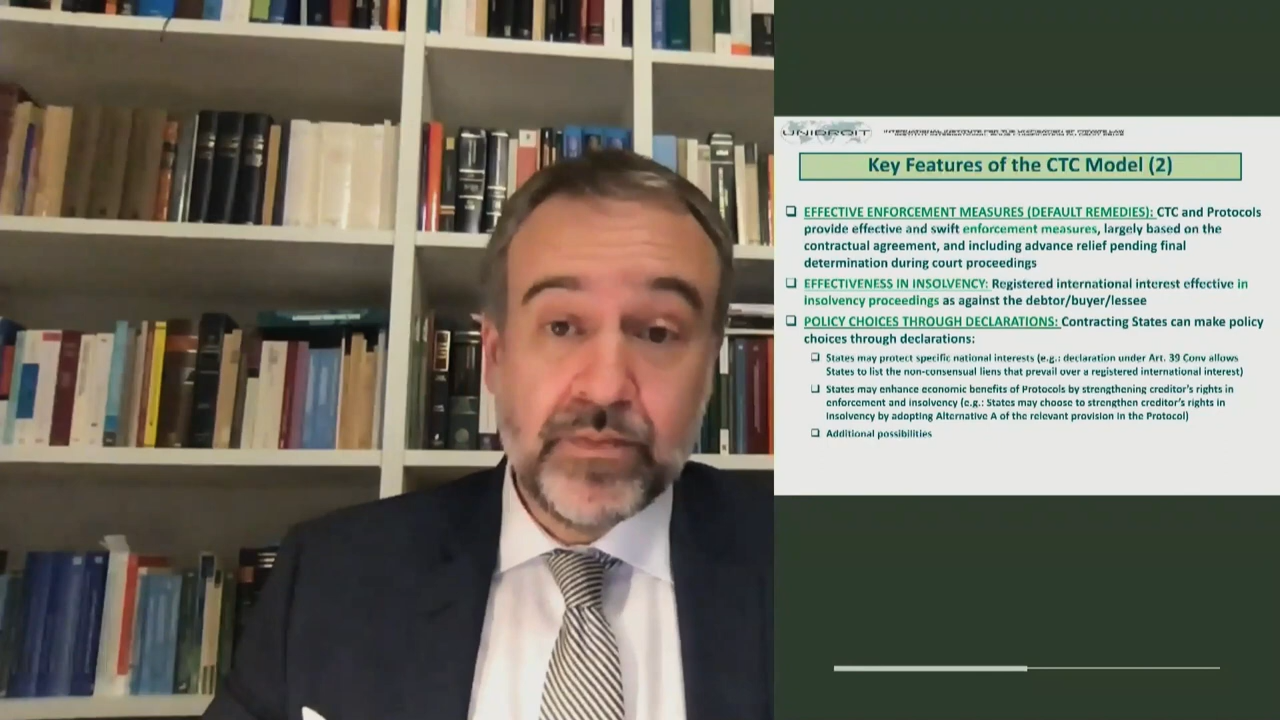 UNIDROIT
Key Features of the CTC Model (2)
EFFECTIVE ENFORCEMENT MEASURES (DEFAULT REMEDIES): CTC and Protocols
provide effective and swift enforcement measures, largely based on the
contractual agreement, and including advance relief pending final
determination during court proceedings
EFFECTIVENESS IN INSOLVENCY: Registered international interest effective in
insolvency proceedings as against the debtor/buyer/lessee
POLICY CHOICES THROUGH DECLARATIONS: Contracting States can make policy
choices through declarations:
States may protect specific national interests (e.g.: declaration under Art. 39 Conv allows
States to list the non-consensual liens that prevail over a registered international interest)
States may enhance economic benefits of Protocols by strengthening creditor's rights in
enforcement and insolvency (e.g.: States may choose to strengthen creditor's rights in
insolvency by adopting Alternative A of the relevant provision in the Protocol)
Additional possibilities